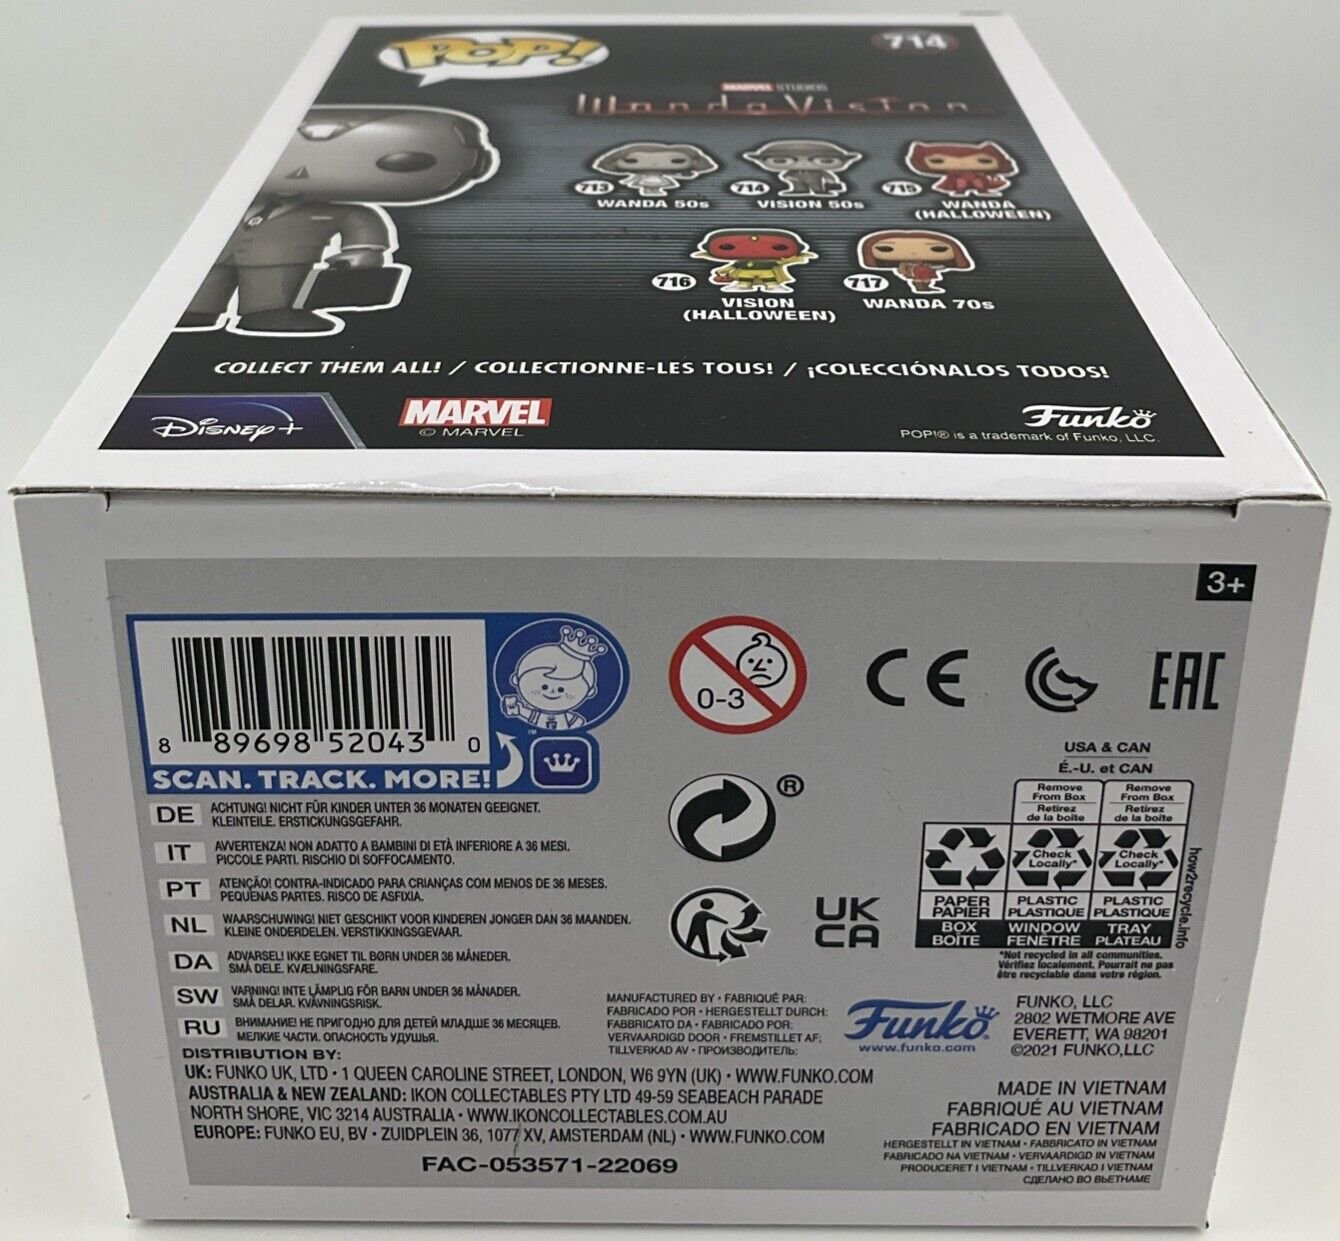 POP!
714
MARVEL STUDIOS
WandaVision
713
WANDA 50s
714
VISION 50s
715
WANDA
(HALLOWEEN)
716
VISION
(HALLOWEEN)
717
WANDA 70s
COLLECT THEM ALL! / COLLECTIONNE-LES TOUS! / ¡COLECCIÓNALOS TODOS!
Disney+
MARVEL
© MARVEL
Funko
POP!® is a trademark of Funko, LLC.
3+
8 89698 52043 0
TM
SCAN. TRACK. MORE!
0-3
CE
EAC
DE ACHTUNG! NICHT FÜR KINDER UNTER 36 MONATEN GEEIGNET.
KLEINTEILE. ERSTICKUNGSGEFAHR.
IT AVVERTENZA! NON ADATTO A BAMBINI DI ETÀ INFERIORE A 36 MESI.
PICCOLE PARTI. RISCHIO DI SOFFOCAMENTO.
PT ATENÇÃO! CONTRA-INDICADO PARA CRIANÇAS COM MENOS DE 36 MESES.
PEQUENAS PARTES. RISCO DE ASFIXIA.
NL WAARSCHUWING! NIET GESCHIKT VOOR KINDEREN JONGER DAN 36 MAANDEN.
KLEINE ONDERDELEN. VERSTIKKINGSGEVAAR.
DA ADVARSEL! IKKE EGNET TIL BØRN UNDER 36 MÅNEDER.
SMÅ DELE. KVÆLNINGSFARE.
SW VARNING! INTE LÄMPLIG FÖR BARN UNDER 36 MÅNADER.
SMÅ DELAR. KVÄVNINGSRISK.
RU ВНИМАНИЕ! НЕ ПРИГОДНО ДЛЯ ДЕТЕЙ МЛАДШЕ 36 МЕСЯЦЕВ.
МЕЛКИЕ ЧАСТИ. ОПАСНОСТЬ УДУШЬЯ.
®
UK
CA
USA & CAN
É.-U. et CAN
Remove
From Box
Retirez
de la boîte
Remove
From Box
Retirez
de la boîte
Check
Locally*
Check
Locally*
PAPER
PAPIER
PLASTIC
PLASTIQUE
PLASTIC
PLASTIQUE
BOX
BOÎTE
WINDOW
FENÊTRE
TRAY
PLATEAU
how2recycle.info
*Not recycled in all communities.
Vérifiez localement. Pourrait ne pas
être recyclable dans votre région.
MANUFACTURED BY • FABRIQUÉ PAR:
FABRICADO POR • HERGESTELLT DURCH:
FABBRICATO DA • FABRICADO POR:
VERVAARDIGD DOOR • FREMSTILLET AF:
TILLVERKAD AV • ПРОИЗВОДИТЕЛЬ:
Funko®
www.funko.com
FUNKO, LLC
2802 WETMORE AVE
EVERETT, WA 98201
©2021 FUNKO,LLC
DISTRIBUTION BY:
UK: FUNKO UK, LTD • 1 QUEEN CAROLINE STREET, LONDON, W6 9YN (UK) • WWW.FUNKO.COM
AUSTRALIA & NEW ZEALAND: IKON COLLECTABLES PTY LTD 49-59 SEABEACH PARADE
NORTH SHORE, VIC 3214 AUSTRALIA • WWW.IKONCOLLECTABLES.COM.AU
EUROPE: FUNKO EU, BV • ZUIDPLEIN 36, 1077 XV, AMSTERDAM (NL) • WWW.FUNKO.COM
FAC-053571-22069
MADE IN VIETNAM
FABRIQUÉ AU VIETNAM
FABRICADO EN VIETNAM
HERGESTELLT IN VIETNAM • FABBRICATO IN VIETNAM
FABRICADO NA VIETNAM • VERVAARDIGD IN VIETNAM
PRODUCERET I VIETNAM • TILLVERKAD I VIETNAM
СДЕЛАНО ВО ВЬЕТНАМЕ